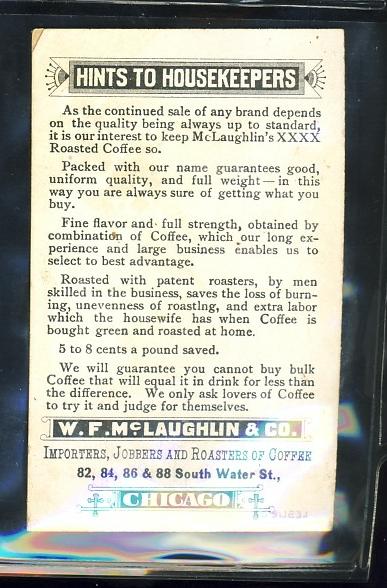 HINTS TO HOUSEKEEPERS
As the continued sale of any brand depends
on the quality being always up to standard,
it is our interest to keep McLaughlin's XXXX
Roasted Coffee so.
Packed with our name guarantees good,
uniform quality, and full weight—in this
way you are always sure of getting what you
buy.
Fine flavor and full strength, obtained by
combination of Coffee, which our long ex-
perience and large business enables us to
select to best advantage.
Roasted with patent roasters, by men
skilled in the business, saves the loss of burn-
ing, unevenness of roasting, and extra labor
which the housewife has when Coffee is
bought green and roasted at home.
5 to 8 cents a pound saved.
We will guarantee you cannot buy bulk
Coffee that will equal it in drink for less than
the difference. We only ask lovers of Coffee
to try it and judge for themselves.
W. F. McLAUGHLIN & CO.
IMPORTERS, JOBBERS AND ROASTERS OF COFFEE
82, 84, 86 & 88 South Water St.,
CHICAGO